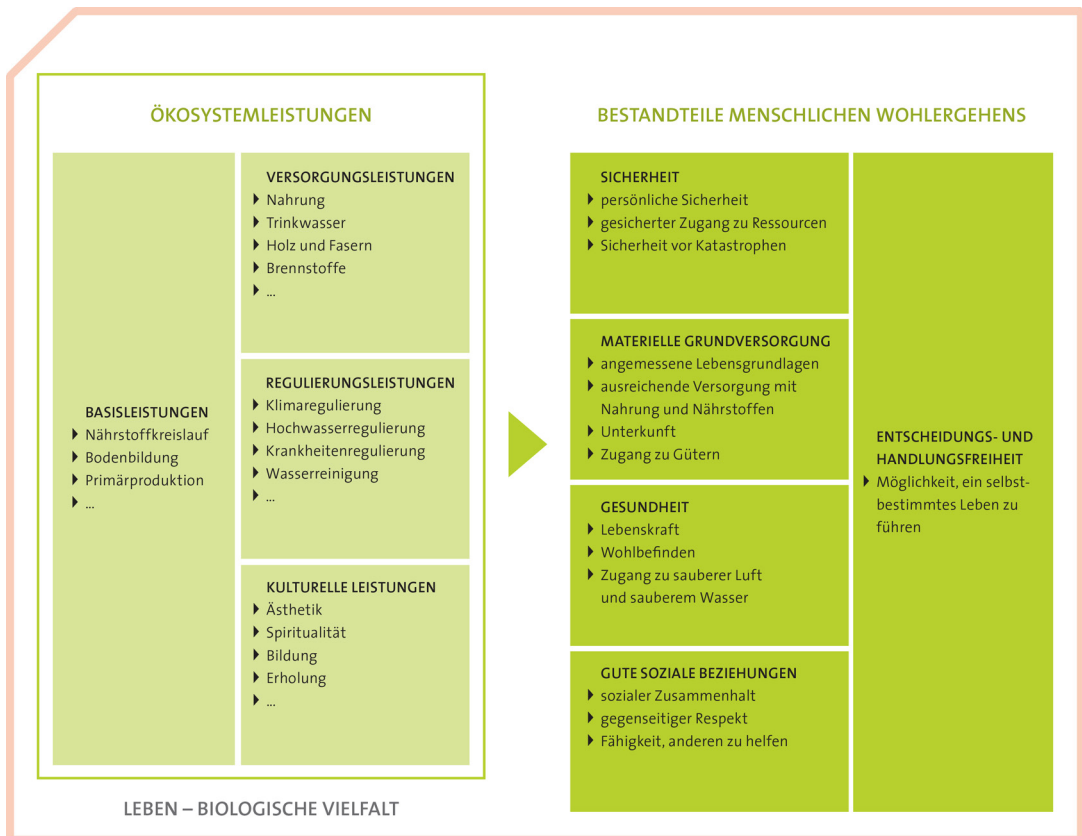 ÖKOSYSTEMLEISTUNGEN
BASISLEISTUNGEN
Nährstoffkreislauf
Bodenbildung
Primärproduktion
...
VERSORGUNGSLEISTUNGEN
Nahrung
Trinkwasser
Holz und Fasern
Brennstoffe
...
REGULIERUNGSLEISTUNGEN
Klimaregulierung
Hochwasserregulierung
Krankheitenregulierung
Wasserreinigung
...
KULTURELLE LEISTUNGEN
Ästhetik
Spiritualität
Bildung
Erholung
...
LEBEN – BIOLOGISCHE VIELFALT
BESTANDTEILE MENSCHLICHEN WOHLERGEHENS
SICHERHEIT
persönliche Sicherheit
gesicherter Zugang zu Ressourcen
Sicherheit vor Katastrophen
MATERIELLE GRUNDVERSORGUNG
angemessene Lebensgrundlagen
ausreichende Versorgung mit
Nahrung und Nährstoffen
Unterkunft
Zugang zu Gütern
GESUNDHEIT
Lebenskraft
Wohlbefinden
Zugang zu sauberer Luft
und sauberem Wasser
GUTE SOZIALE BEZIEHUNGEN
sozialer Zusammenhalt
gegenseitiger Respekt
Fähigkeit, anderen zu helfen
ENTSCHEIDUNGS- UND
HANDLUNGSFREIHEIT
Möglichkeit, ein selbst-
bestimmtes Leben zu
führen